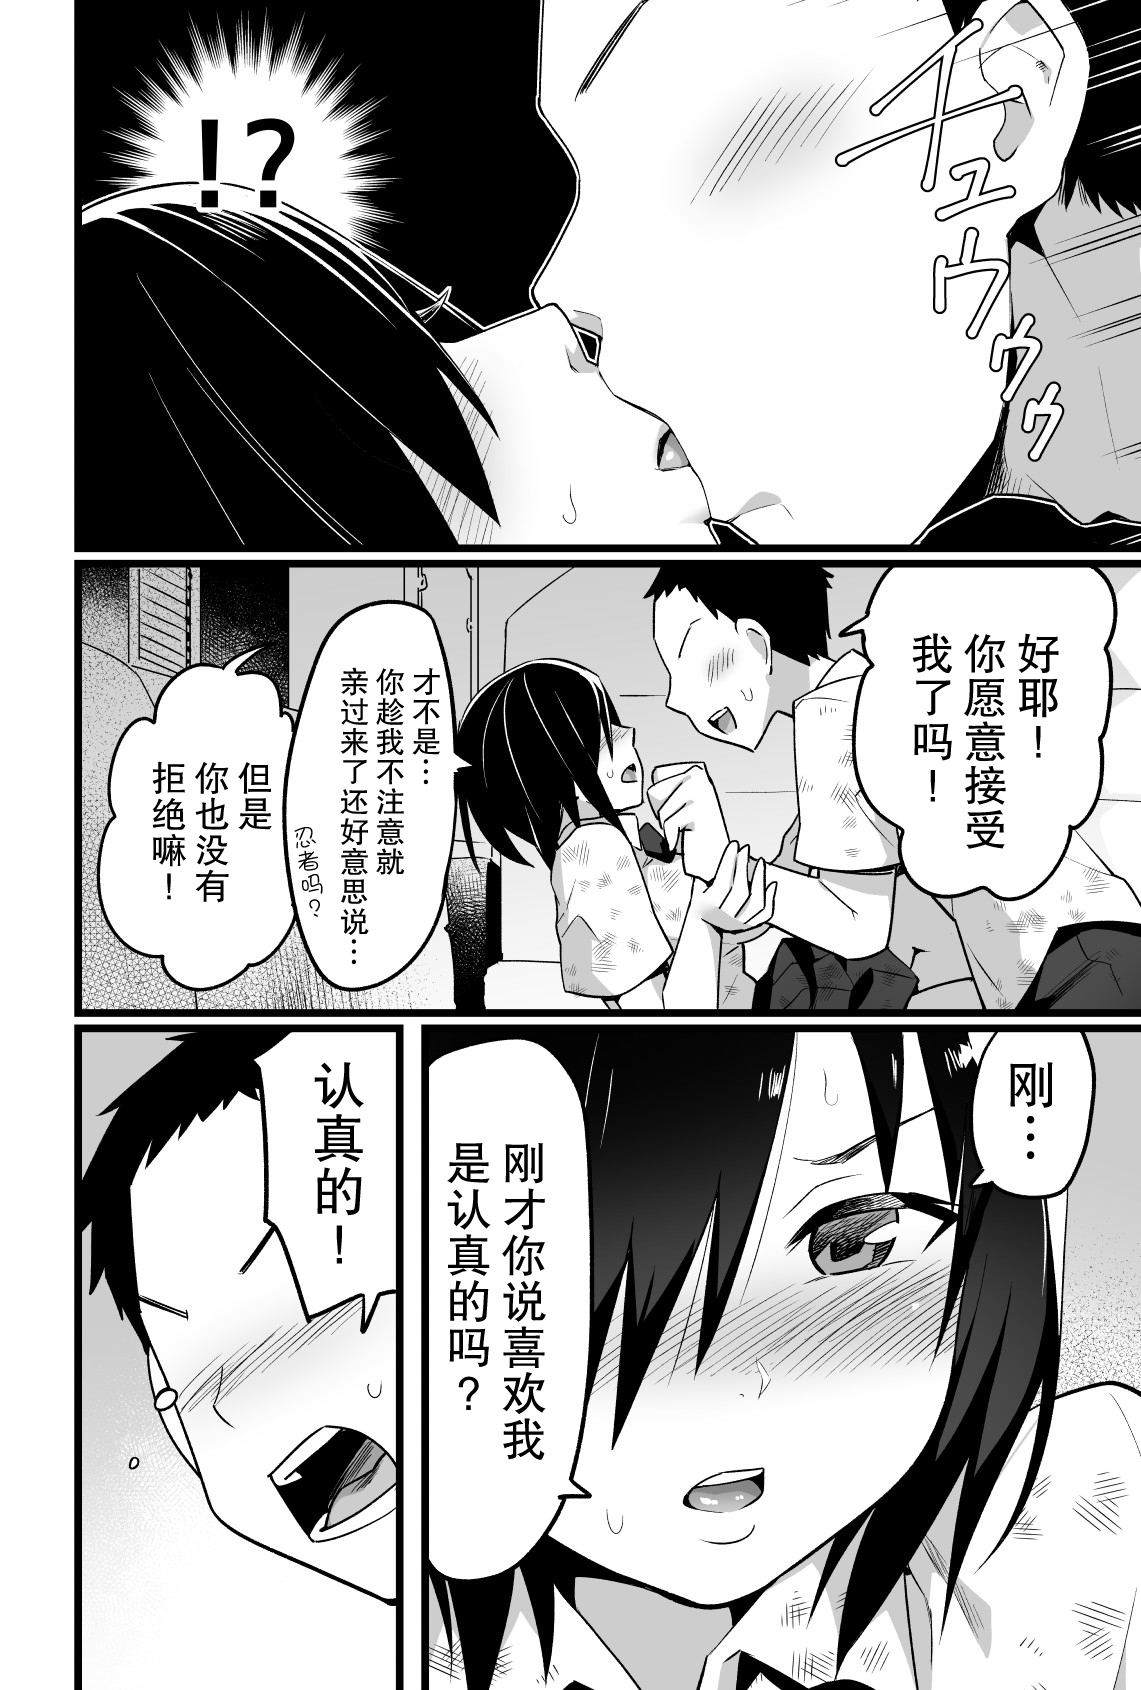 !?
チュ
ウウ
ウウ
好耶！
你愿意接受
我了吗！
才不是…
你趁我不注意就
亲过来了还好意思说…
忍者吗？
但是
你也没有
拒绝嘛！
刚…
刚才你说喜欢我
是认真的吗？
认真的！